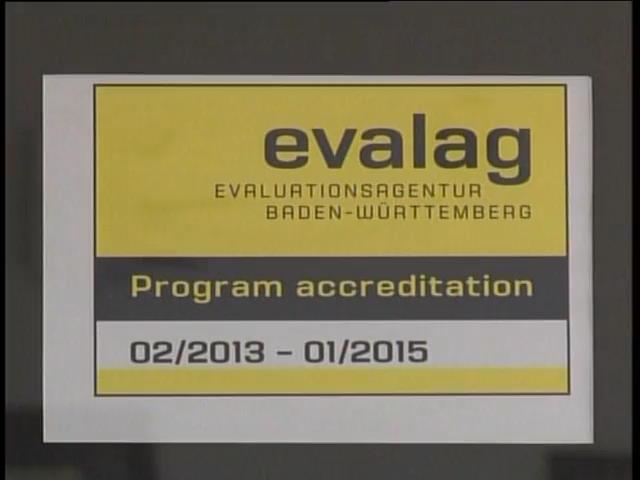 evalag
EVALUATIONSAGENTUR
BADEN-WÜRTTEMBERG
Program accreditation
02/2013 – 01/2015